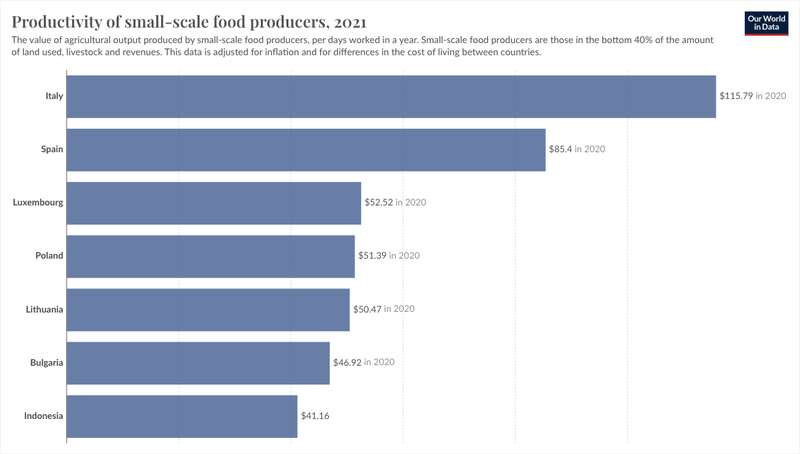 Productivity of small-scale food producers, 2021
Our World
in Data
The value of agricultural output produced by small-scale food producers, per days worked in a year. Small-scale food producers are those in the bottom 40% of the amount
of land used, livestock and revenues. This data is adjusted for inflation and for differences in the cost of living between countries.
Italy $115.79 in 2020
Spain $85.4 in 2020
Luxembourg $52.52 in 2020
Poland $51.39 in 2020
Lithuania $50.47 in 2020
Bulgaria $46.92 in 2020
Indonesia $41.16